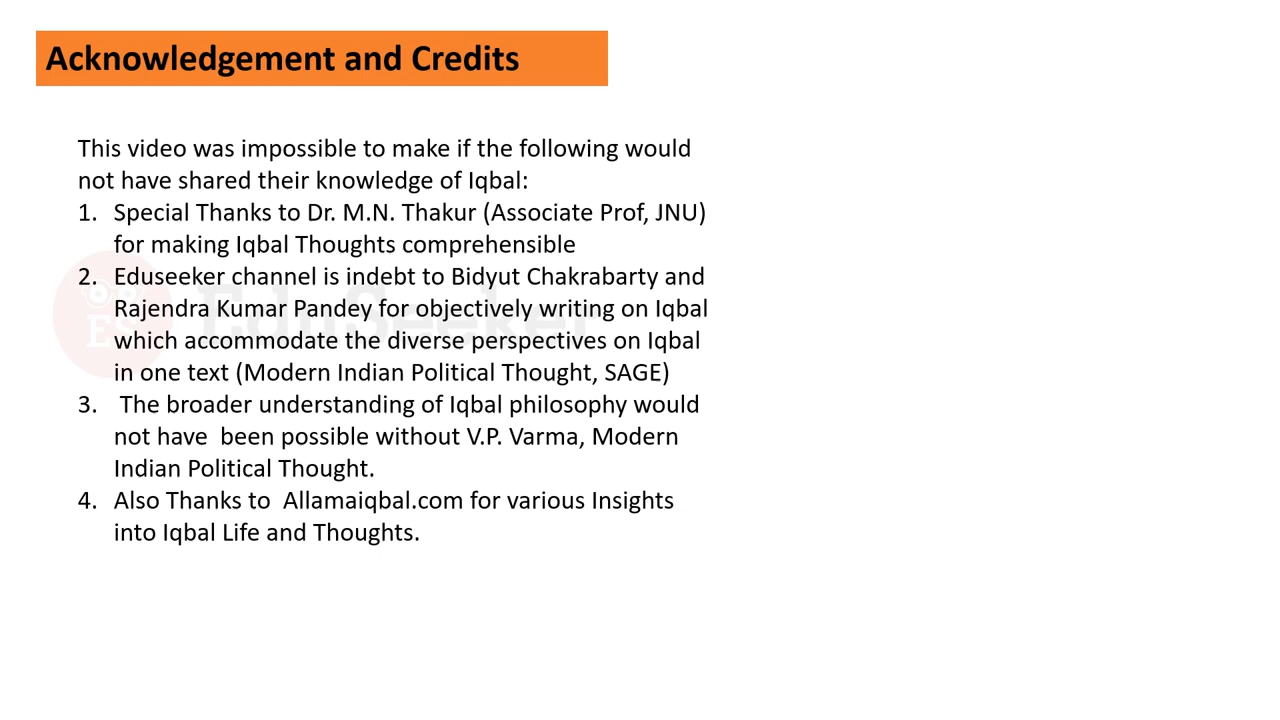 Acknowledgement and Credits
This video was impossible to make if the following would
not have shared their knowledge of Iqbal:
1. Special Thanks to Dr. M.N. Thakur (Associate Prof, JNU)
for making Iqbal Thoughts comprehensible
2. Eduseeker channel is indebt to Bidyut Chakrabarty and
Rajendra Kumar Pandey for objectively writing on Iqbal
which accommodate the diverse perspectives on Iqbal
in one text (Modern Indian Political Thought, SAGE)
3. The broader understanding of Iqbal philosophy would
not have been possible without V.P. Varma, Modern
Indian Political Thought.
4. Also Thanks to Allamaiqbal.com for various Insights
into Iqbal Life and Thoughts.
ES EduSeeker